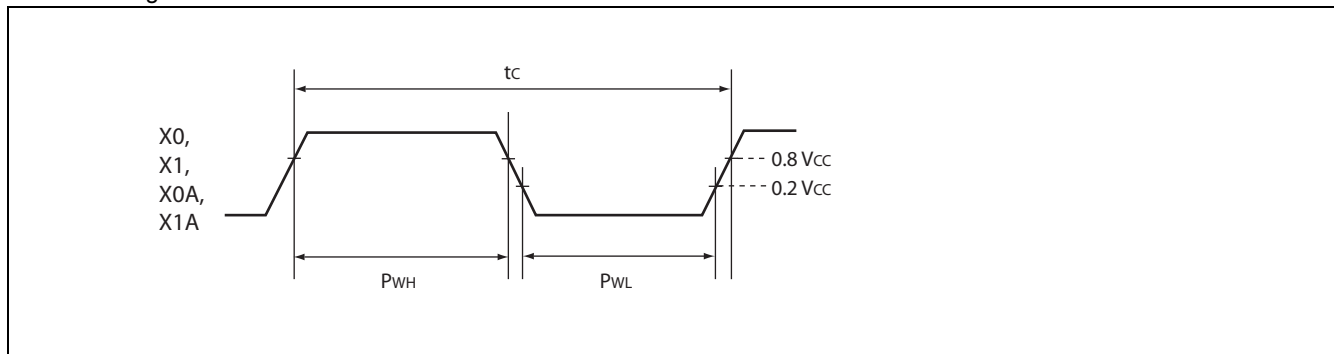 tC
X0,
X1,
X0A,
X1A
0.8 VCC
0.2 VCC
PWH
PWL